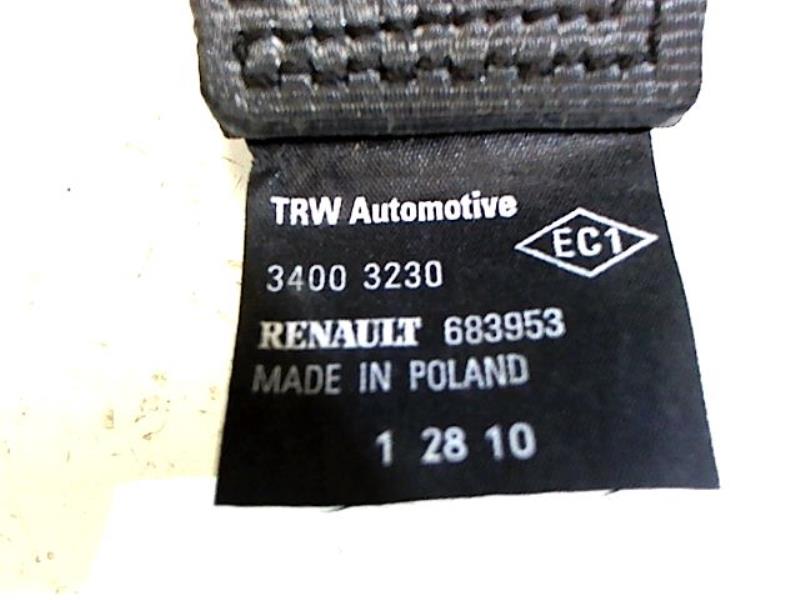 TRW Automotive
EC1
3400 3230
RENAULT 683953
MADE IN POLAND
1 28 10